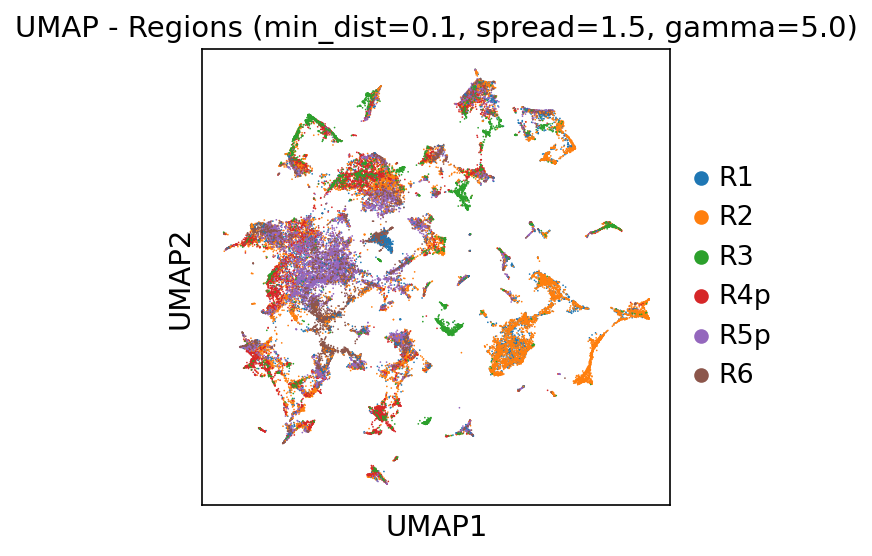 UMAP - Regions (min_dist=0.1, spread=1.5, gamma=5.0)
UMAP2
R1
R2
R3
R4p
R5p
R6
UMAP1